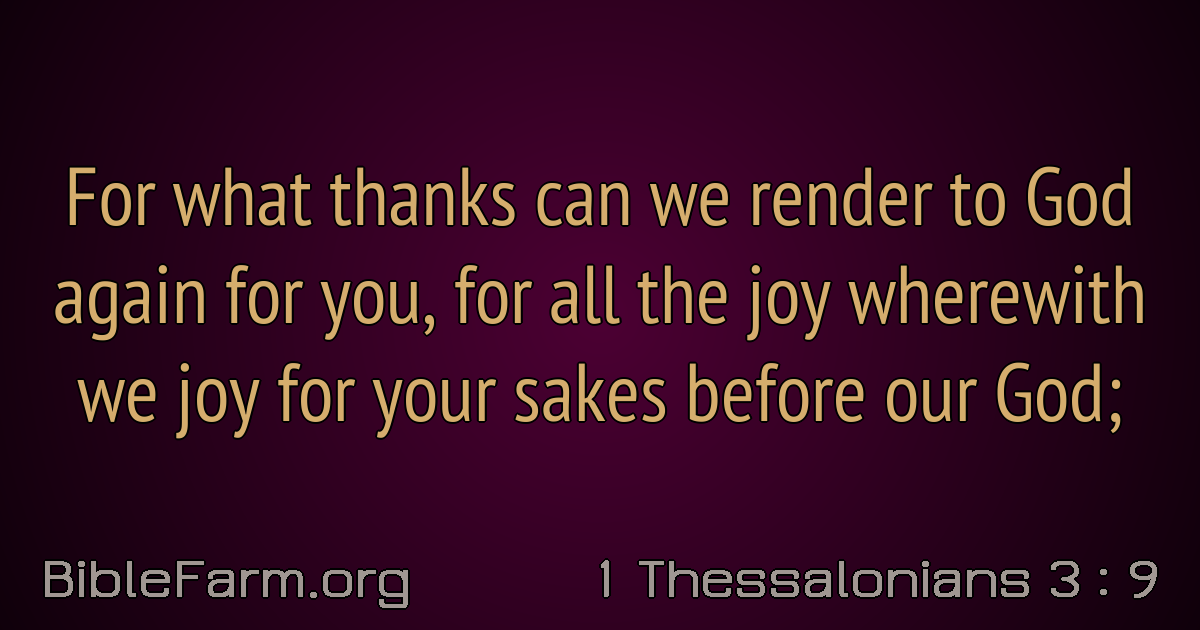 For what thanks can we render to God
again for you, for all the joy wherewith
we joy for your sakes before our God;
BibleFarm.org
1 Thessalonians 3 : 9